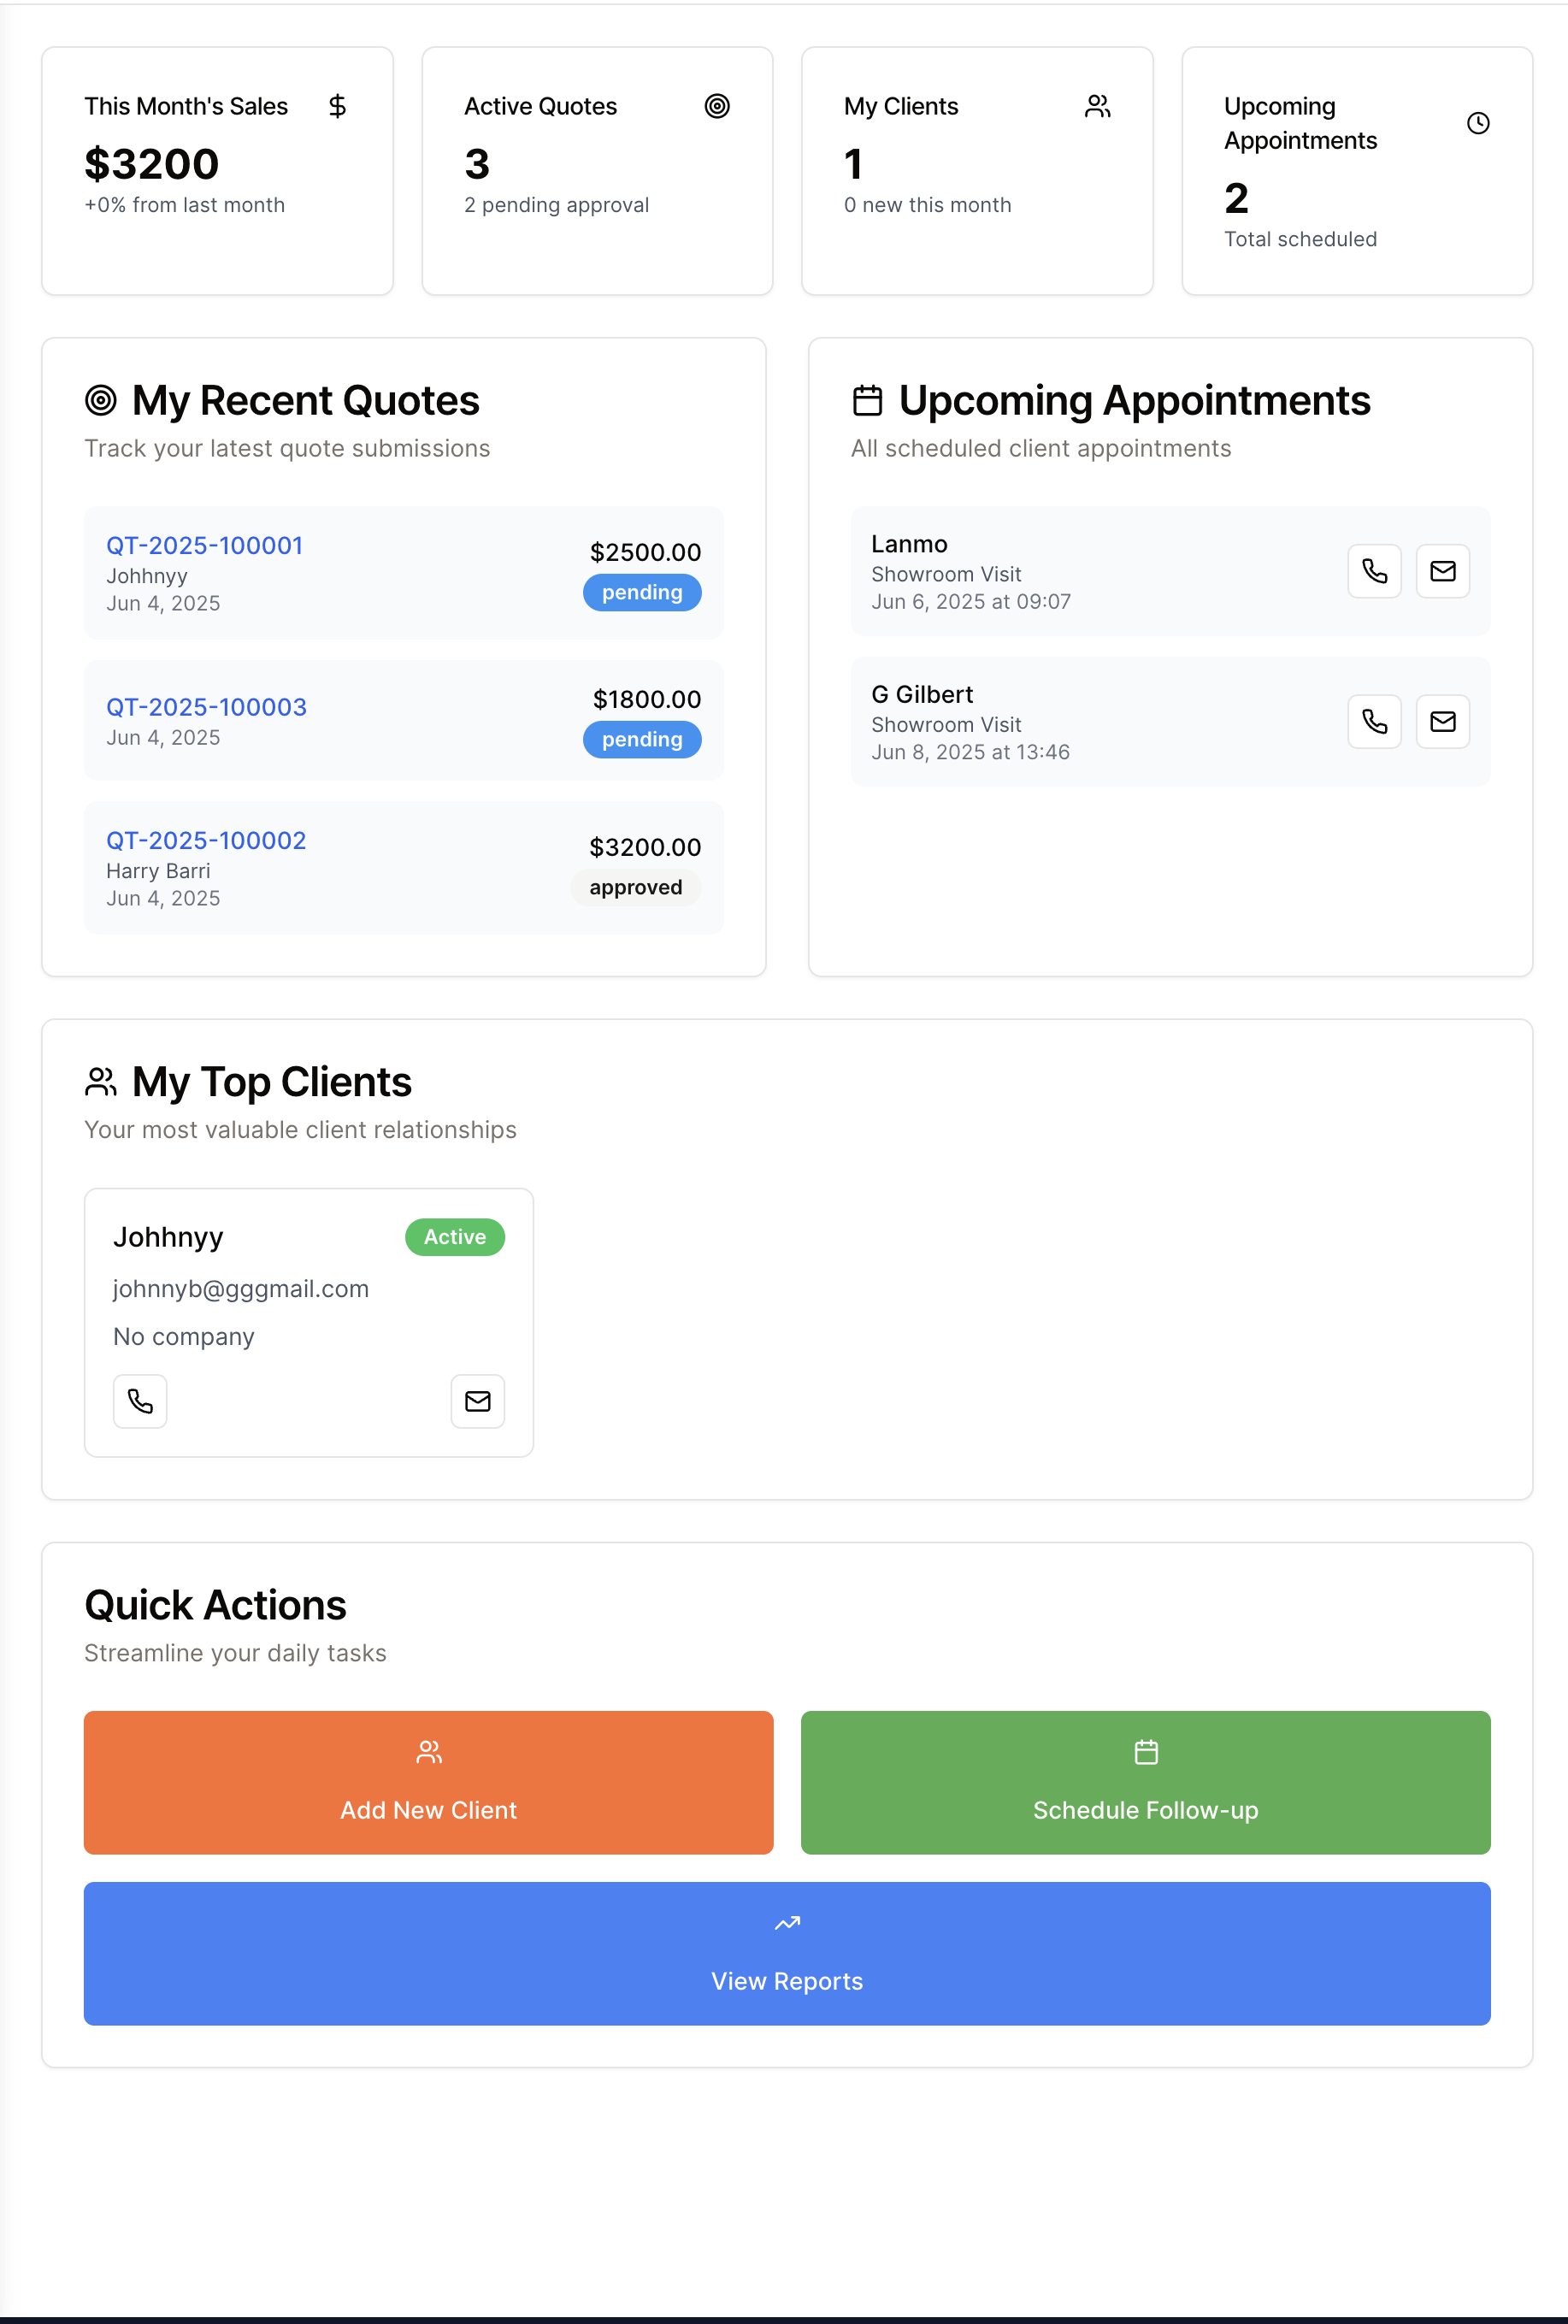 This Month's Sales
$3200
+0% from last month
Active Quotes
3
2 pending approval
My Clients
1
0 new this month
Upcoming
Appointments
2
Total scheduled
My Recent Quotes
Track your latest quote submissions
QT-2025-100001
Johhnyy
Jun 4, 2025
$2500.00
pending
QT-2025-100003
Jun 4, 2025
$1800.00
pending
QT-2025-100002
Harry Barri
Jun 4, 2025
$3200.00
approved
Upcoming Appointments
All scheduled client appointments
Lanmo
Showroom Visit
Jun 6, 2025 at 09:07
G Gilbert
Showroom Visit
Jun 8, 2025 at 13:46
My Top Clients
Your most valuable client relationships
Johhnyy
Active
johnnyb@gggmail.com
No company
Quick Actions
Streamline your daily tasks
Add New Client
Schedule Follow-up
View Reports